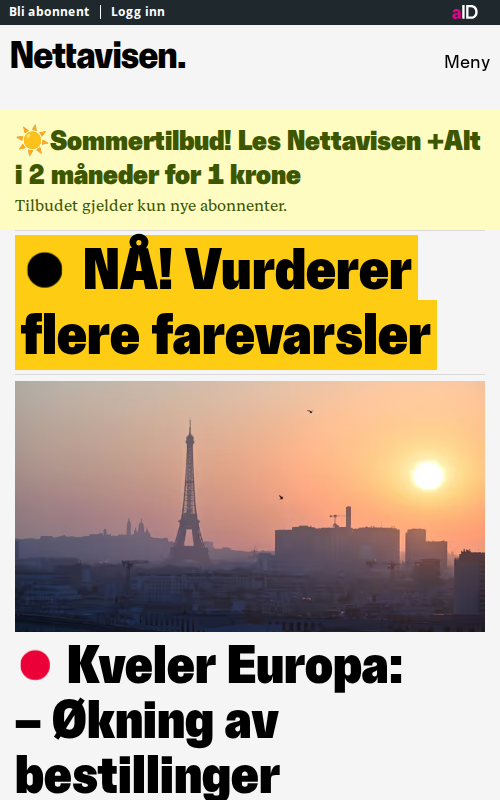 Bli abonnent | Logg inn
aID
Nettavisen.
Meny
☀️Sommertilbud! Les Nettavisen +Alt
i 2 måneder for 1 krone
Tilbudet gjelder kun nye abonnenter.
NÅ! Vurderer
flere farevarsler
Kveler Europa:
– Økning av
bestillinger